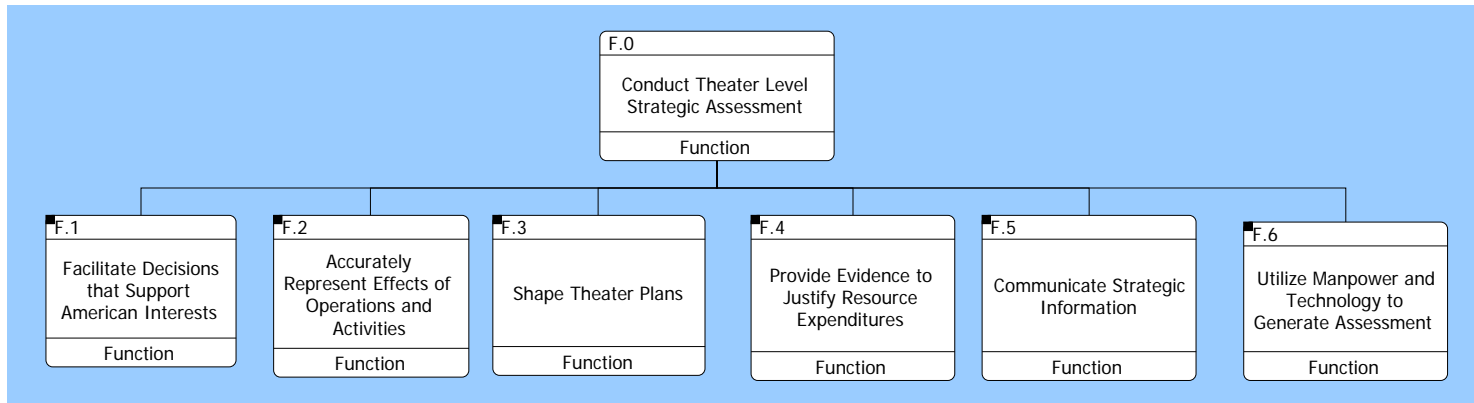 F.0
Conduct Theater Level
Strategic Assessment
Function
F.1
Facilitate Decisions
that Support
American Interests
Function
F.2
Accurately
Represent Effects of
Operations and
Activities
Function
F.3
Shape Theater Plans
Function
F.4
Provide Evidence to
Justify Resource
Expenditures
Function
F.5
Communicate Strategic
Information
Function
F.6
Utilize Manpower and
Technology to
Generate Assessment
Function